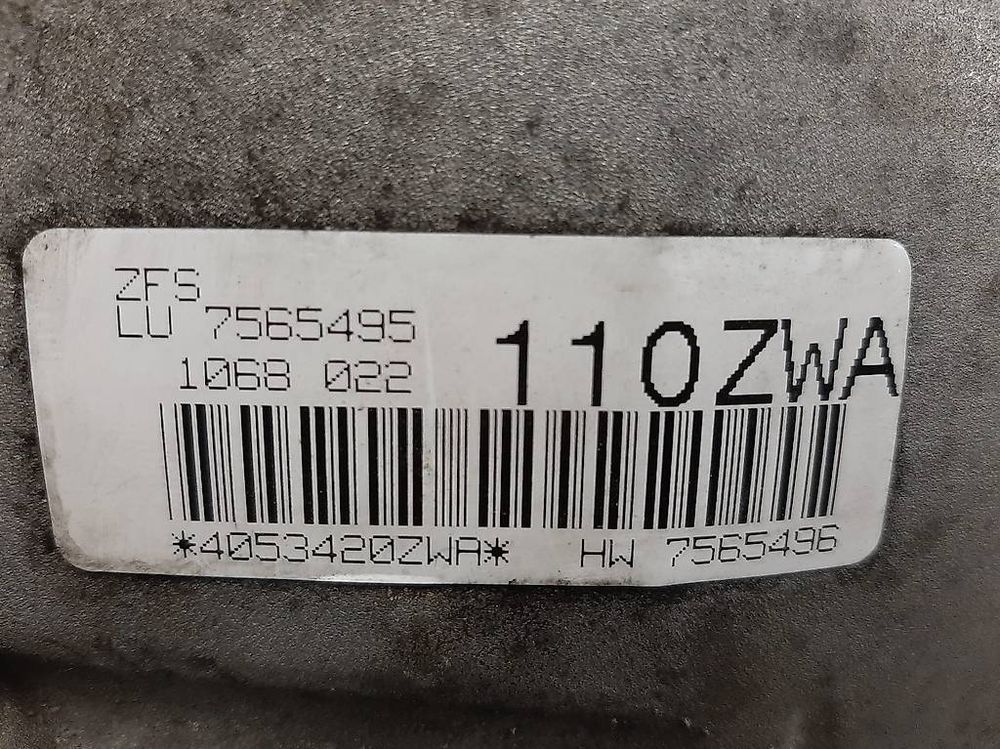 ZFS
LU 7565495
1068 022
110ZWA
*4053420ZWA*
HW 7565496